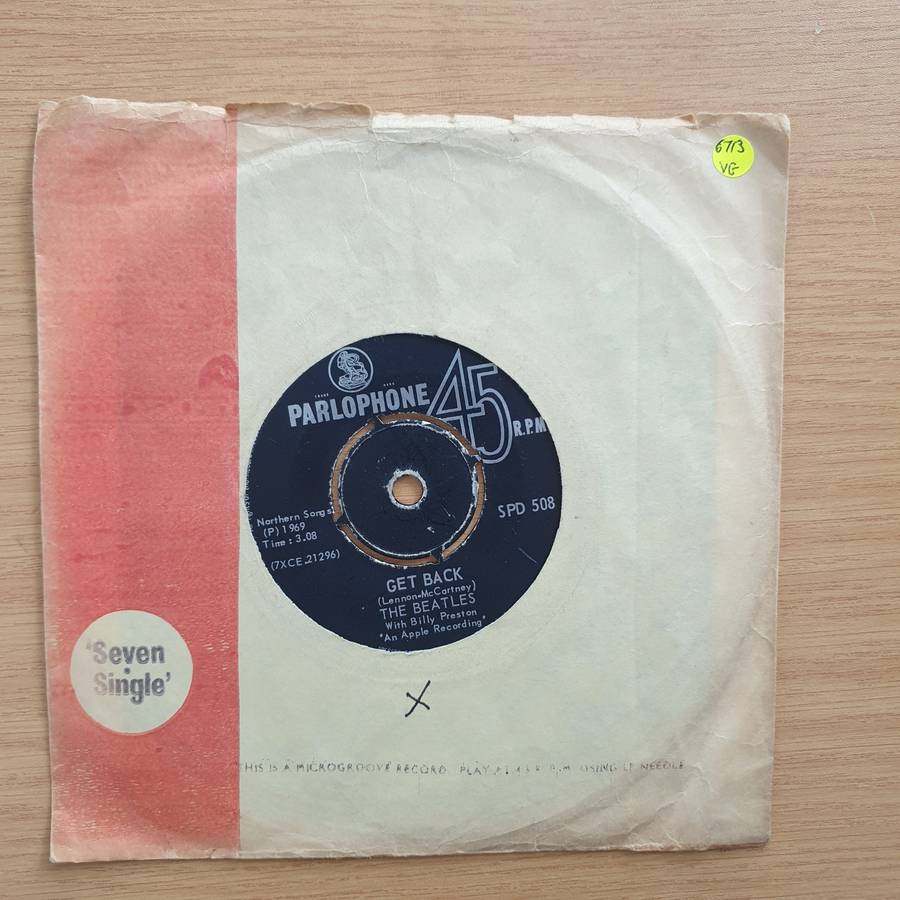 6713
VG
TRADE MARK
PARLOPHONE
45
R.P.M
SPD 508
Northern Songs
(P) 1969
Time: 3.08
(7XCE.21296)
GET BACK
(Lennon-McCartney)
THE BEATLES
With Billy Preston
"An Apple Recording"
'Seven
Single'
X
THIS IS A MICROGROOVE RECORD PLAY AT 45 R.P.M. USING LP NEEDLE